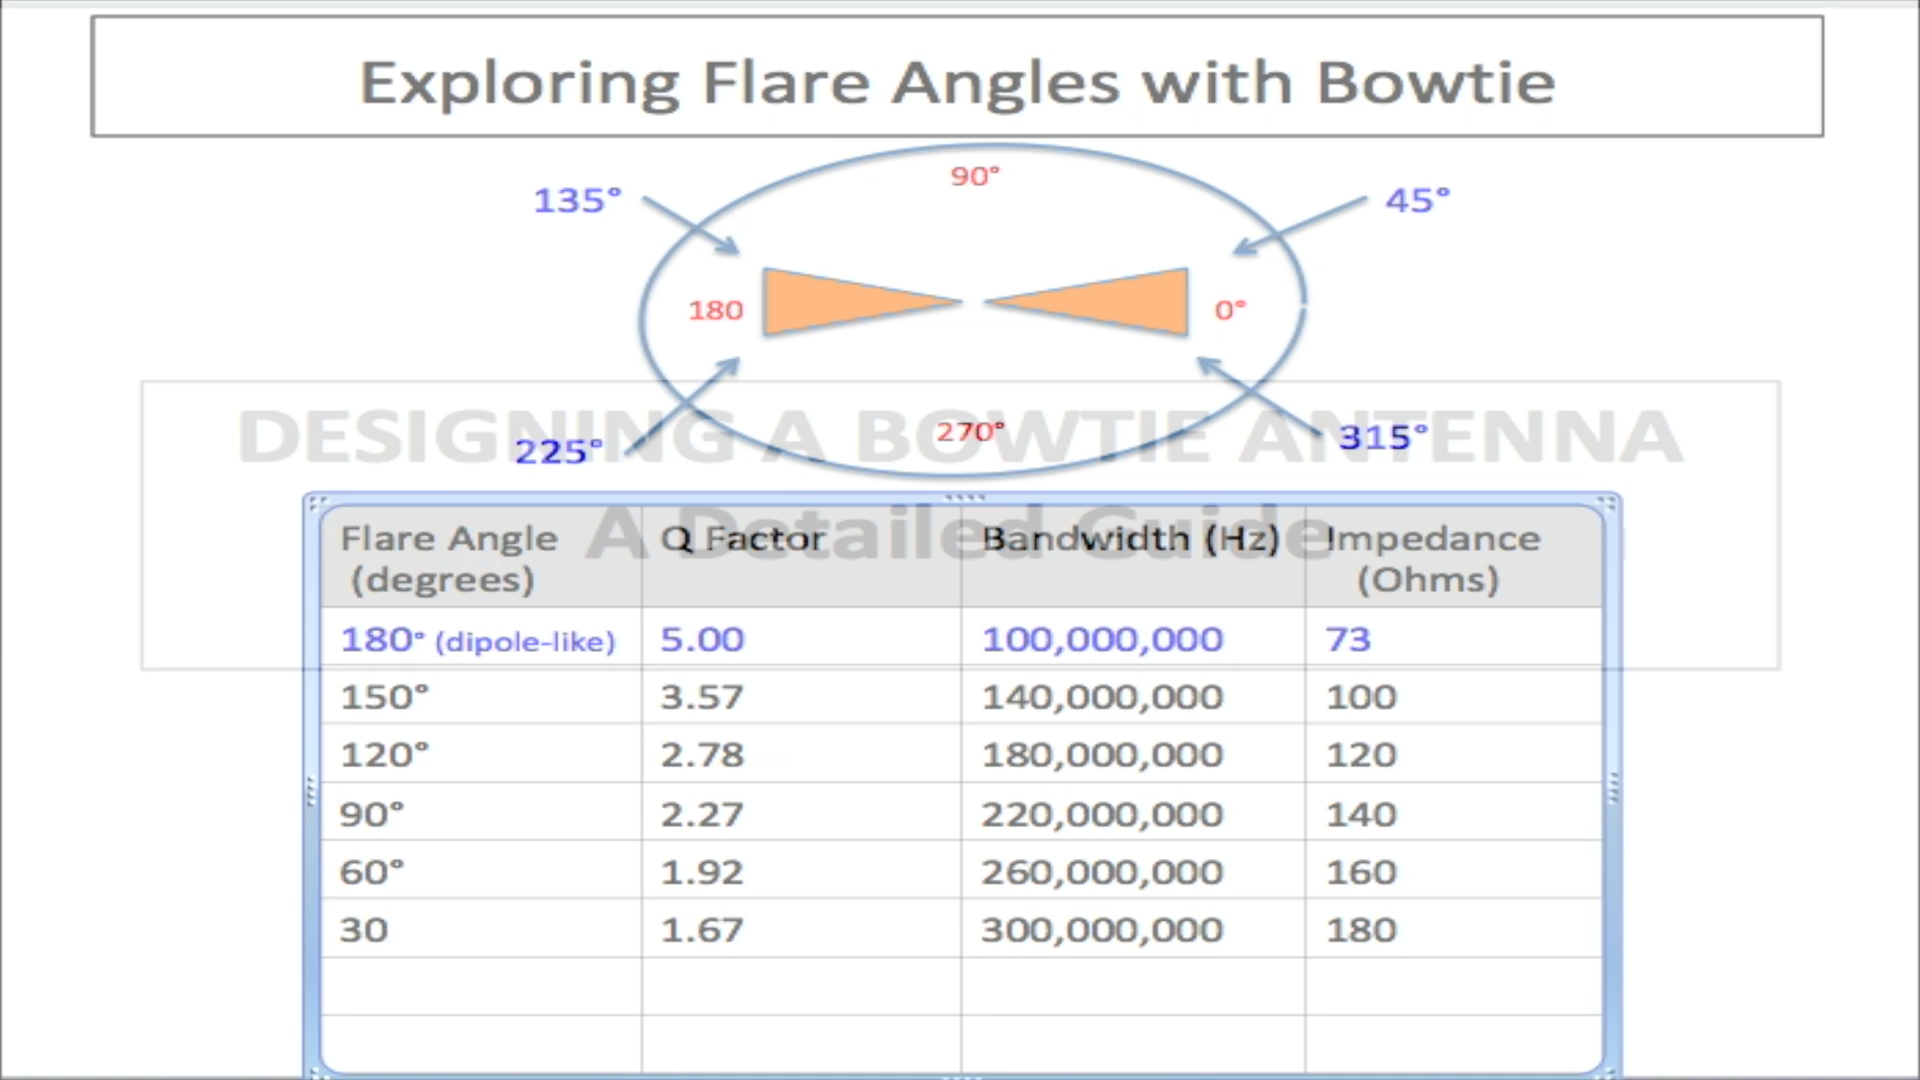 Exploring Flare Angles with Bowtie
90°
135°
45°
180
0°
DESIGNING A BOWTIE ANTENNA
225°
270°
315°
A Detailed Guide
Flare Angle (degrees) Q Factor Bandwidth (Hz) Impedance (Ohms)
180° (dipole-like) 5.00 100,000,000 73
150° 3.57 140,000,000 100
120° 2.78 180,000,000 120
90° 2.27 220,000,000 140
60° 1.92 260,000,000 160
30 1.67 300,000,000 180